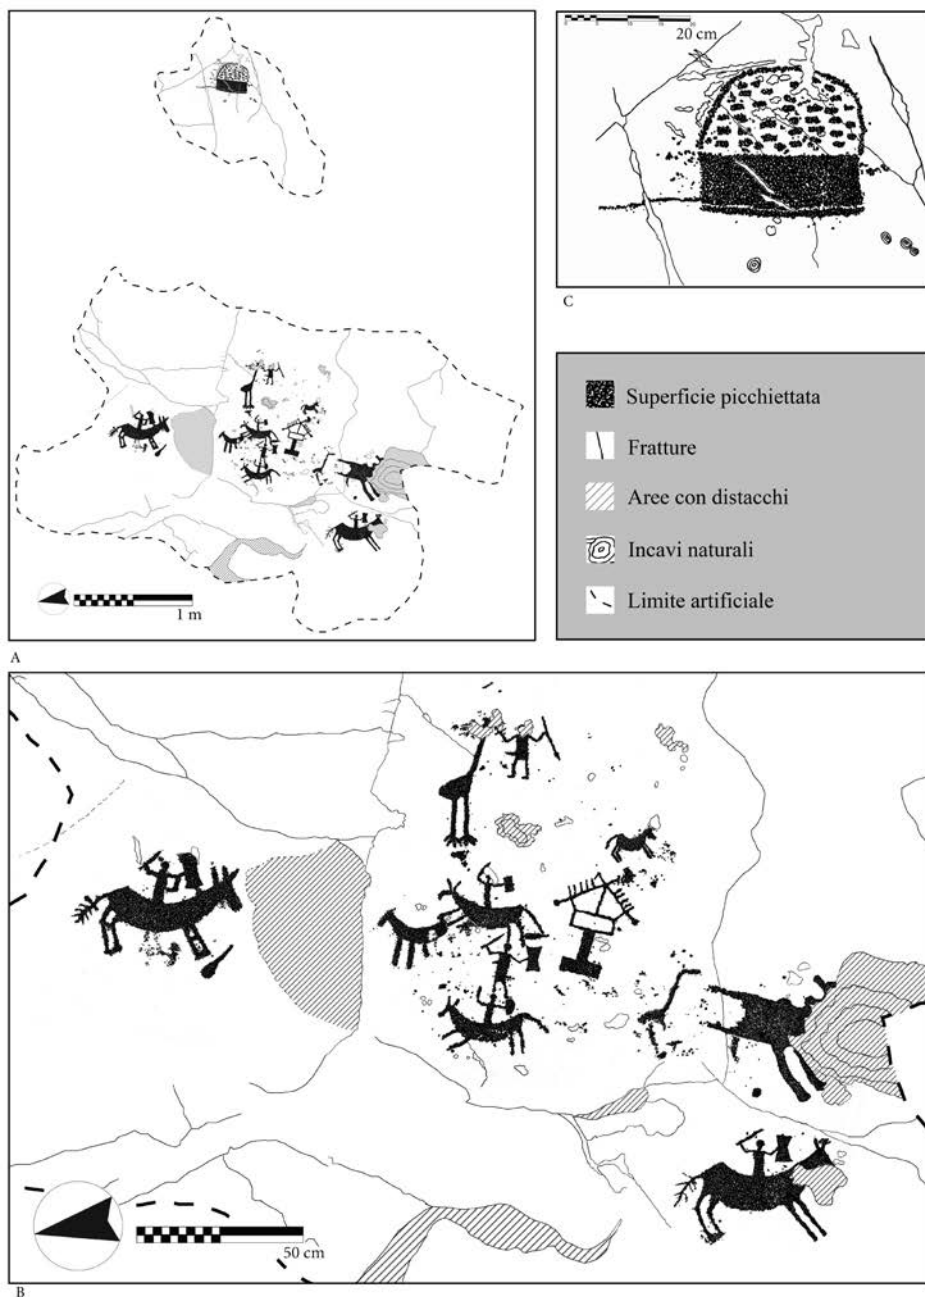 20 cm
C
Superficie picchiettata
Fratture
Aree con distacchi
Incavi naturali
Limite artificiale
1 m
A
50 cm
B